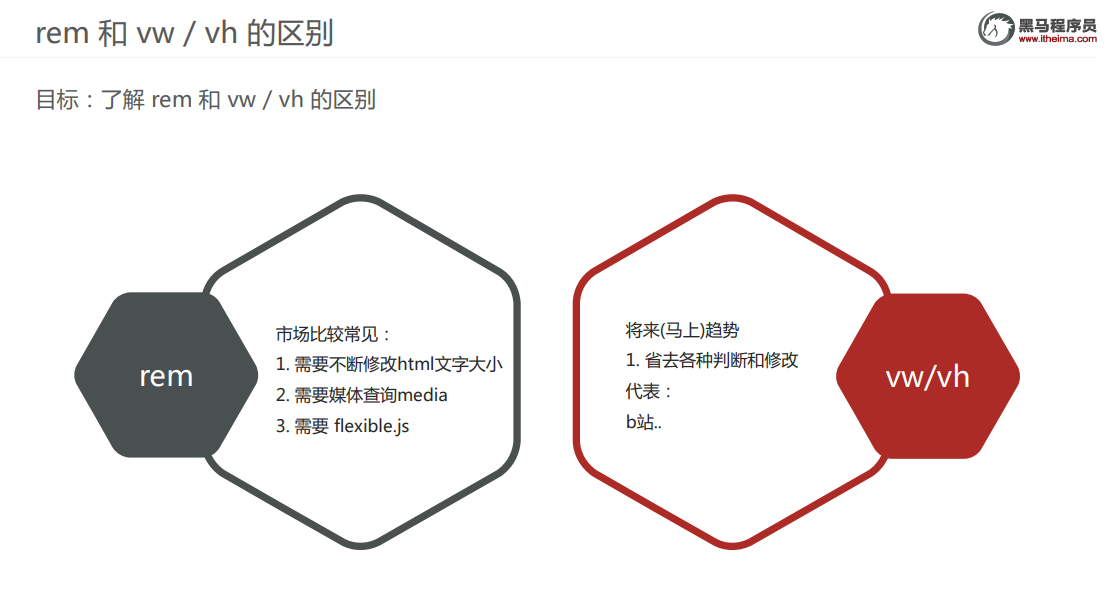 rem 和 vw / vh 的区别
黑马程序员
www.itheima.com
目标：了解 rem 和 vw / vh 的区别
rem
市场比较常见：
1. 需要不断修改html文字大小
2. 需要媒体查询media
3. 需要 flexible.js
将来(马上)趋势
1. 省去各种判断和修改
代表：
b站..
vw/vh